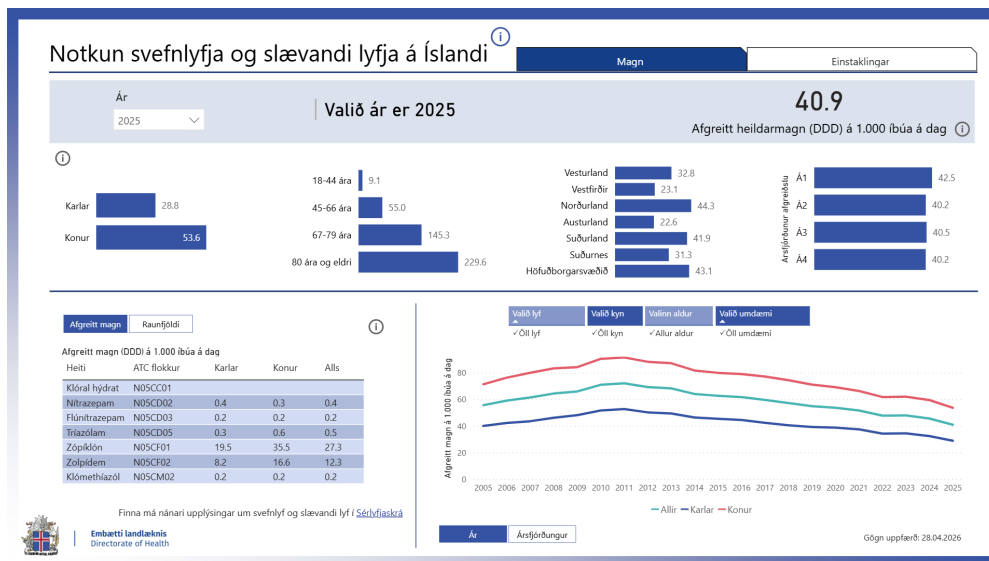 Notkun svefnlyfja og slævandi lyfja á Íslandi
Magn
Einstaklingar
Ár
2025
Valið ár er 2025
40.9
Afgreitt heildarmagn (DDD) á 1.000 íbúa á dag
Karlar 28.8
Konur 53.6
18-44 ára 9.1
45-66 ára 55.0
67-79 ára 145.3
80 ára og eldri 229.6
Vesturland 32.8
Vestfirðir 23.1
Norðurland 44.3
Austurland 22.6
Suðurland 41.9
Suðurnes 31.3
Höfuðborgarsvæðið 43.1
Ársfjórðunur afgreiðslu
Á1 42.5
Á2 40.2
Á3 40.5
Á4 40.2
Afgreitt magn
Raunfjöldi
Afgreitt magn (DDD) á 1.000 íbúa á dag
Heiti ATC flokkur Karlar Konur Alls
Klóral hýdrat N05CC01
Nítrazepam N05CD02 0.4 0.3 0.4
Flúnítrazepam N05CD03 0.2 0.2 0.2
Tríazólam N05CD05 0.3 0.6 0.5
Zópíklón N05CF01 19.5 35.5 27.3
Zolpídem N05CF02 8.2 16.6 12.3
Klómethíazól N05CM02 0.2 0.2 0.2
Finna má nánari upplýsingar um svefnlyf og slævandi lyf í Sérlyfjaskrá
Embætti landlæknis
Directorate of Health
Valið lyf
Valið kyn
Valinn aldur
Valið umdæmi
✓Öll lyf
✓Öll kyn
✓Allur aldur
✓Öll umdæmi
Afgreitt magn á 1.000 íbúa á dag
80
60
40
20
0
2005 2006 2007 2008 2009 2010 2011 2012 2013 2014 2015 2016 2017 2018 2019 2020 2021 2022 2023 2024 2025
Allir Karlar Konur
Ár
Ársfjórðungur
Gögn uppfærð: 28.04.2026